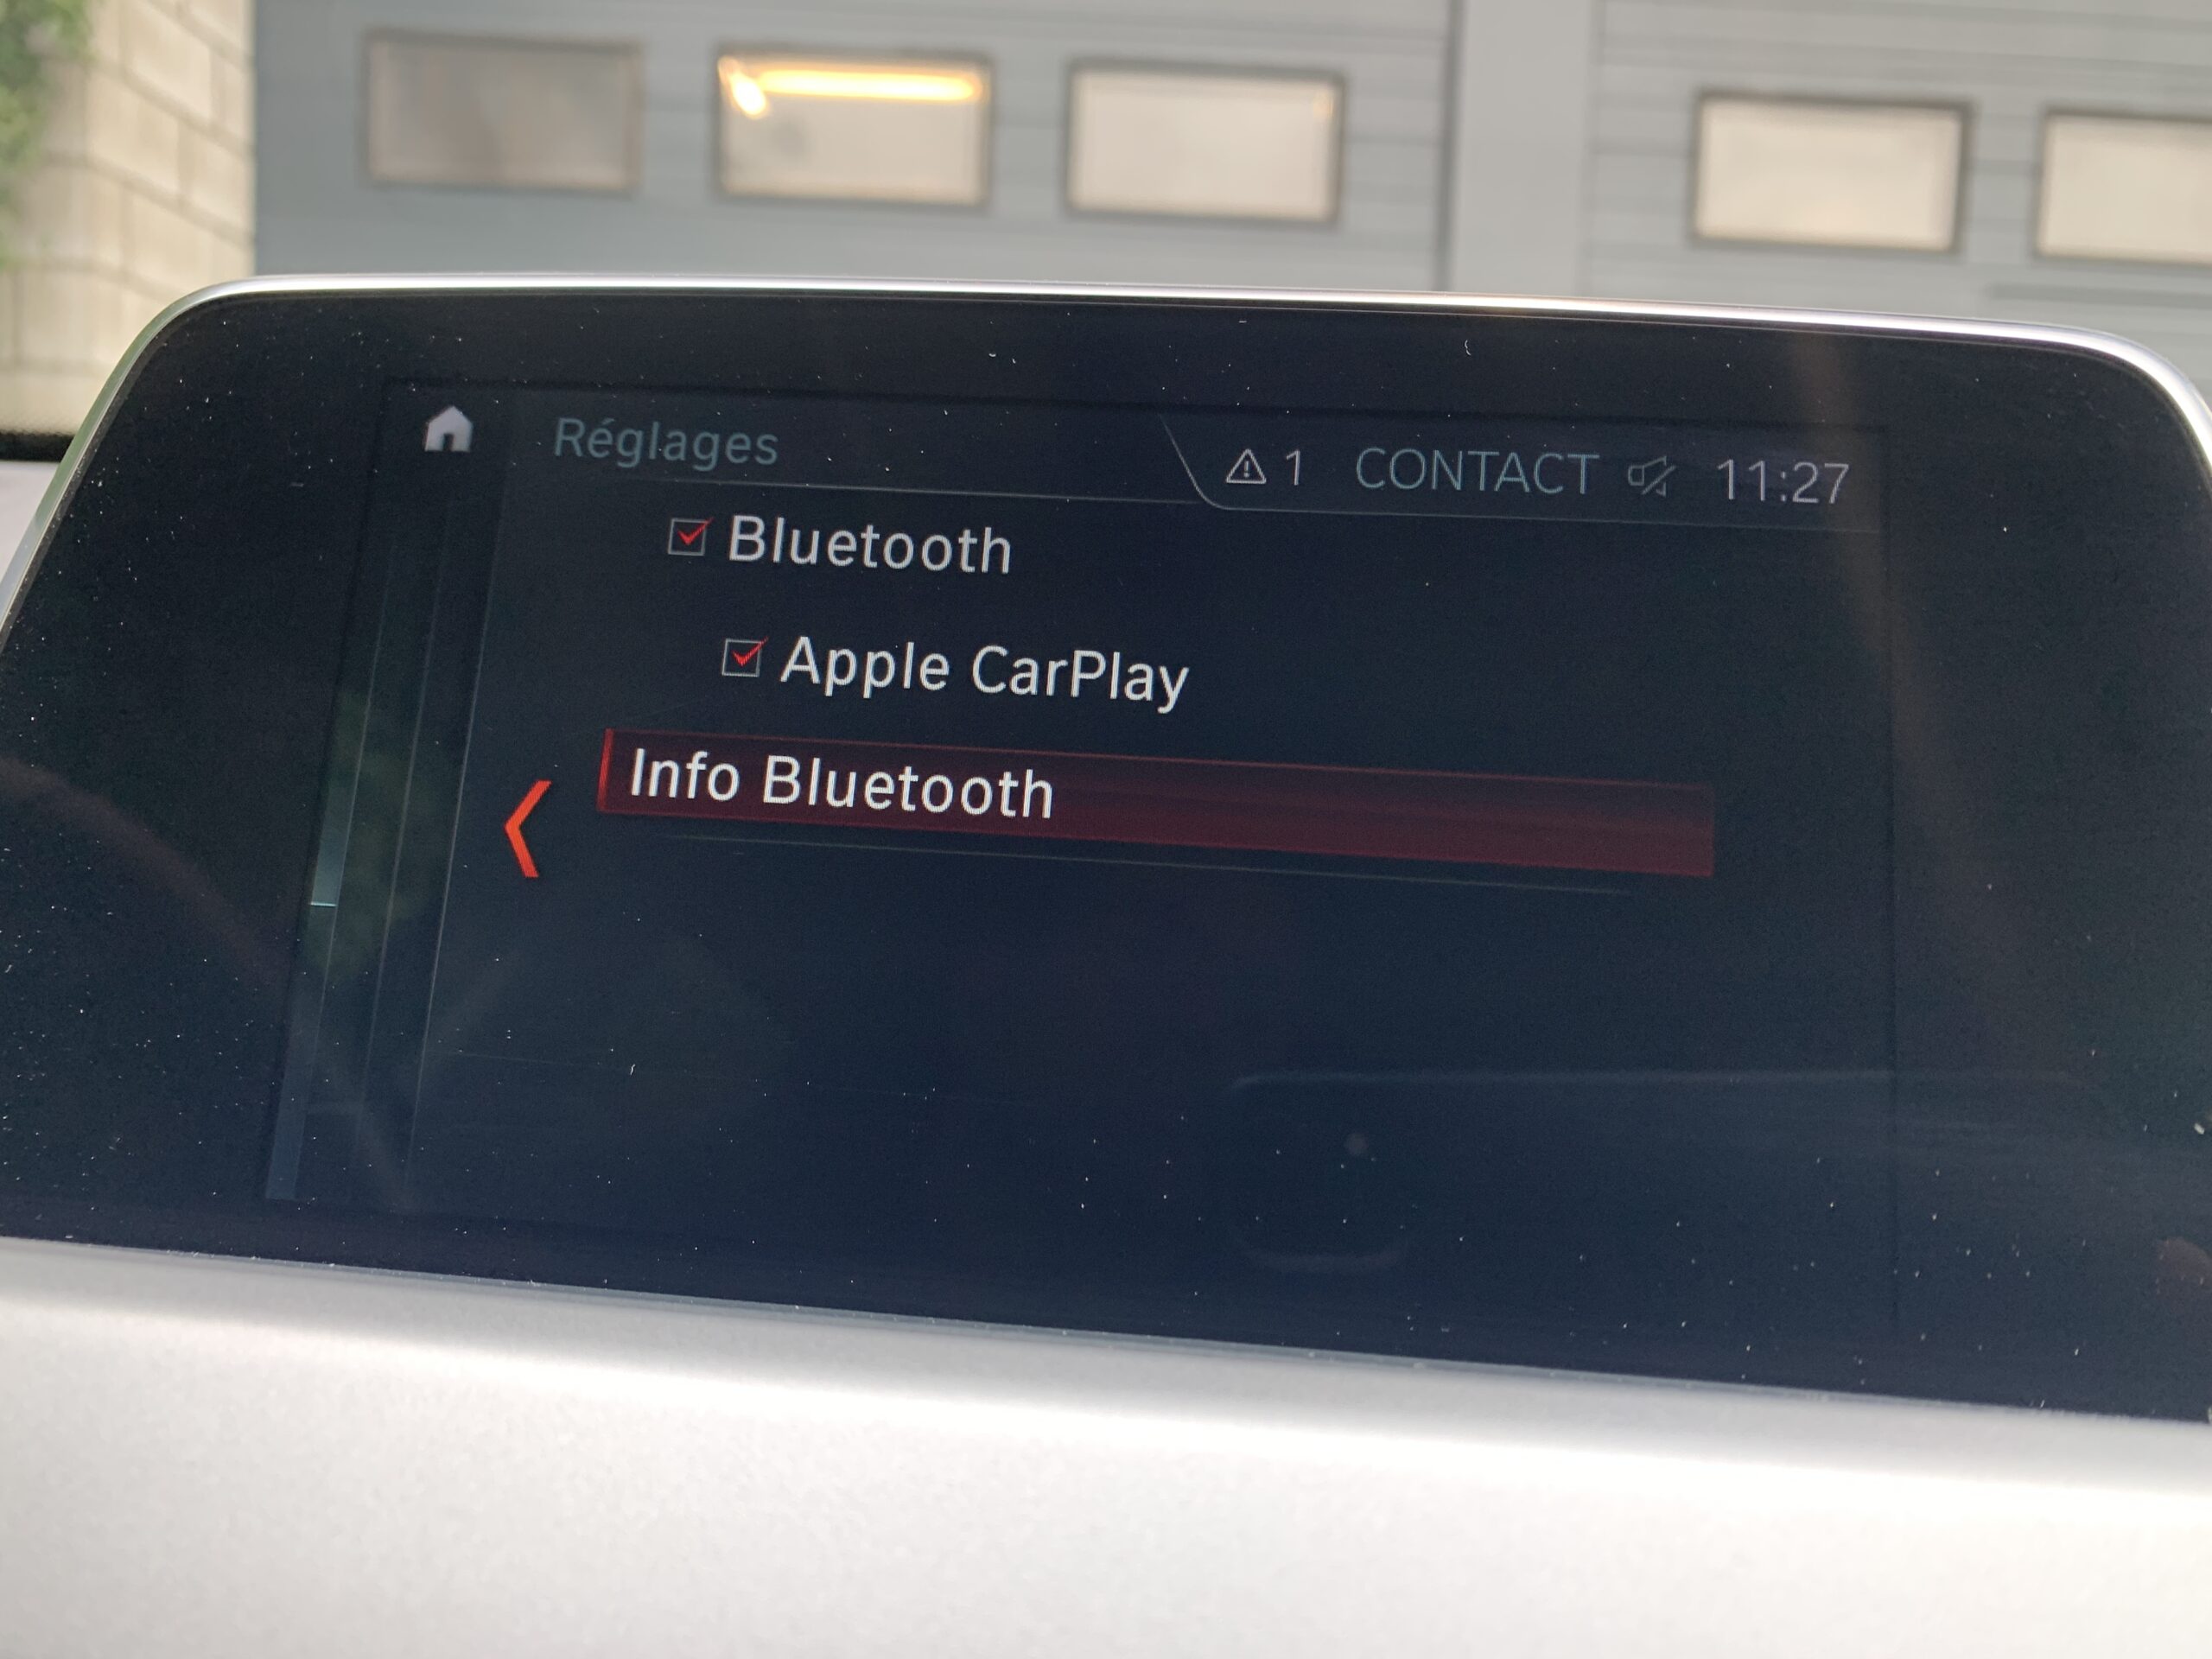 Réglages
1 CONTACT 11:27
Bluetooth
Apple CarPlay
Info Bluetooth